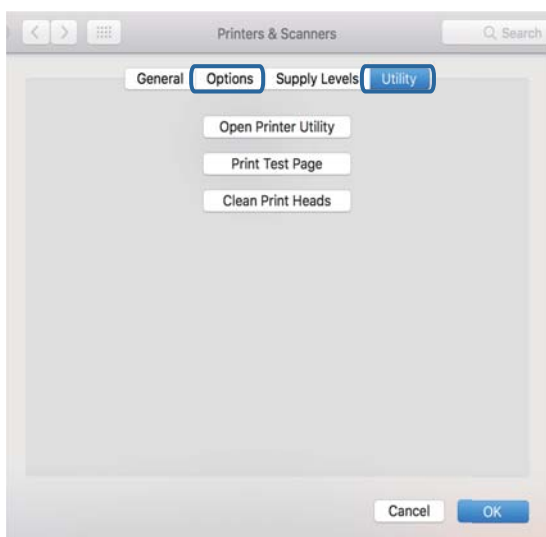 Printers & Scanners Search
General Options Supply Levels Utility
Open Printer Utility
Print Test Page
Clean Print Heads
Cancel OK